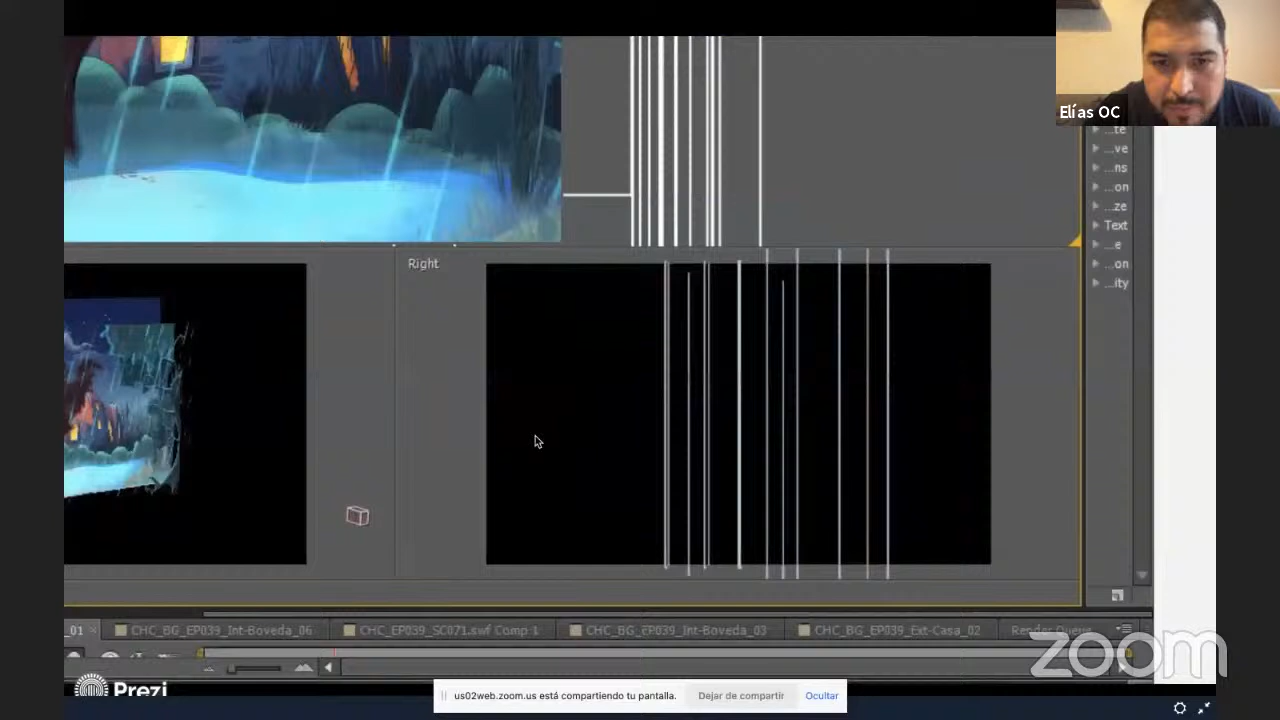 Elías OC
...te
...ve
...ns
...on
...ze
Text
...e
...on
...ity
Right
_01
CHC_BG_EP039_Int-Boveda_06
CHC_EP039_SC071.swf Comp 1
CHC_BG_EP039_Int-Boveda_03
CHC_BG_EP039_Ext-Casa_02
Render Queue
zoom
Prezi
us02web.zoom.us está compartiendo tu pantalla.
Dejar de compartir
Ocultar